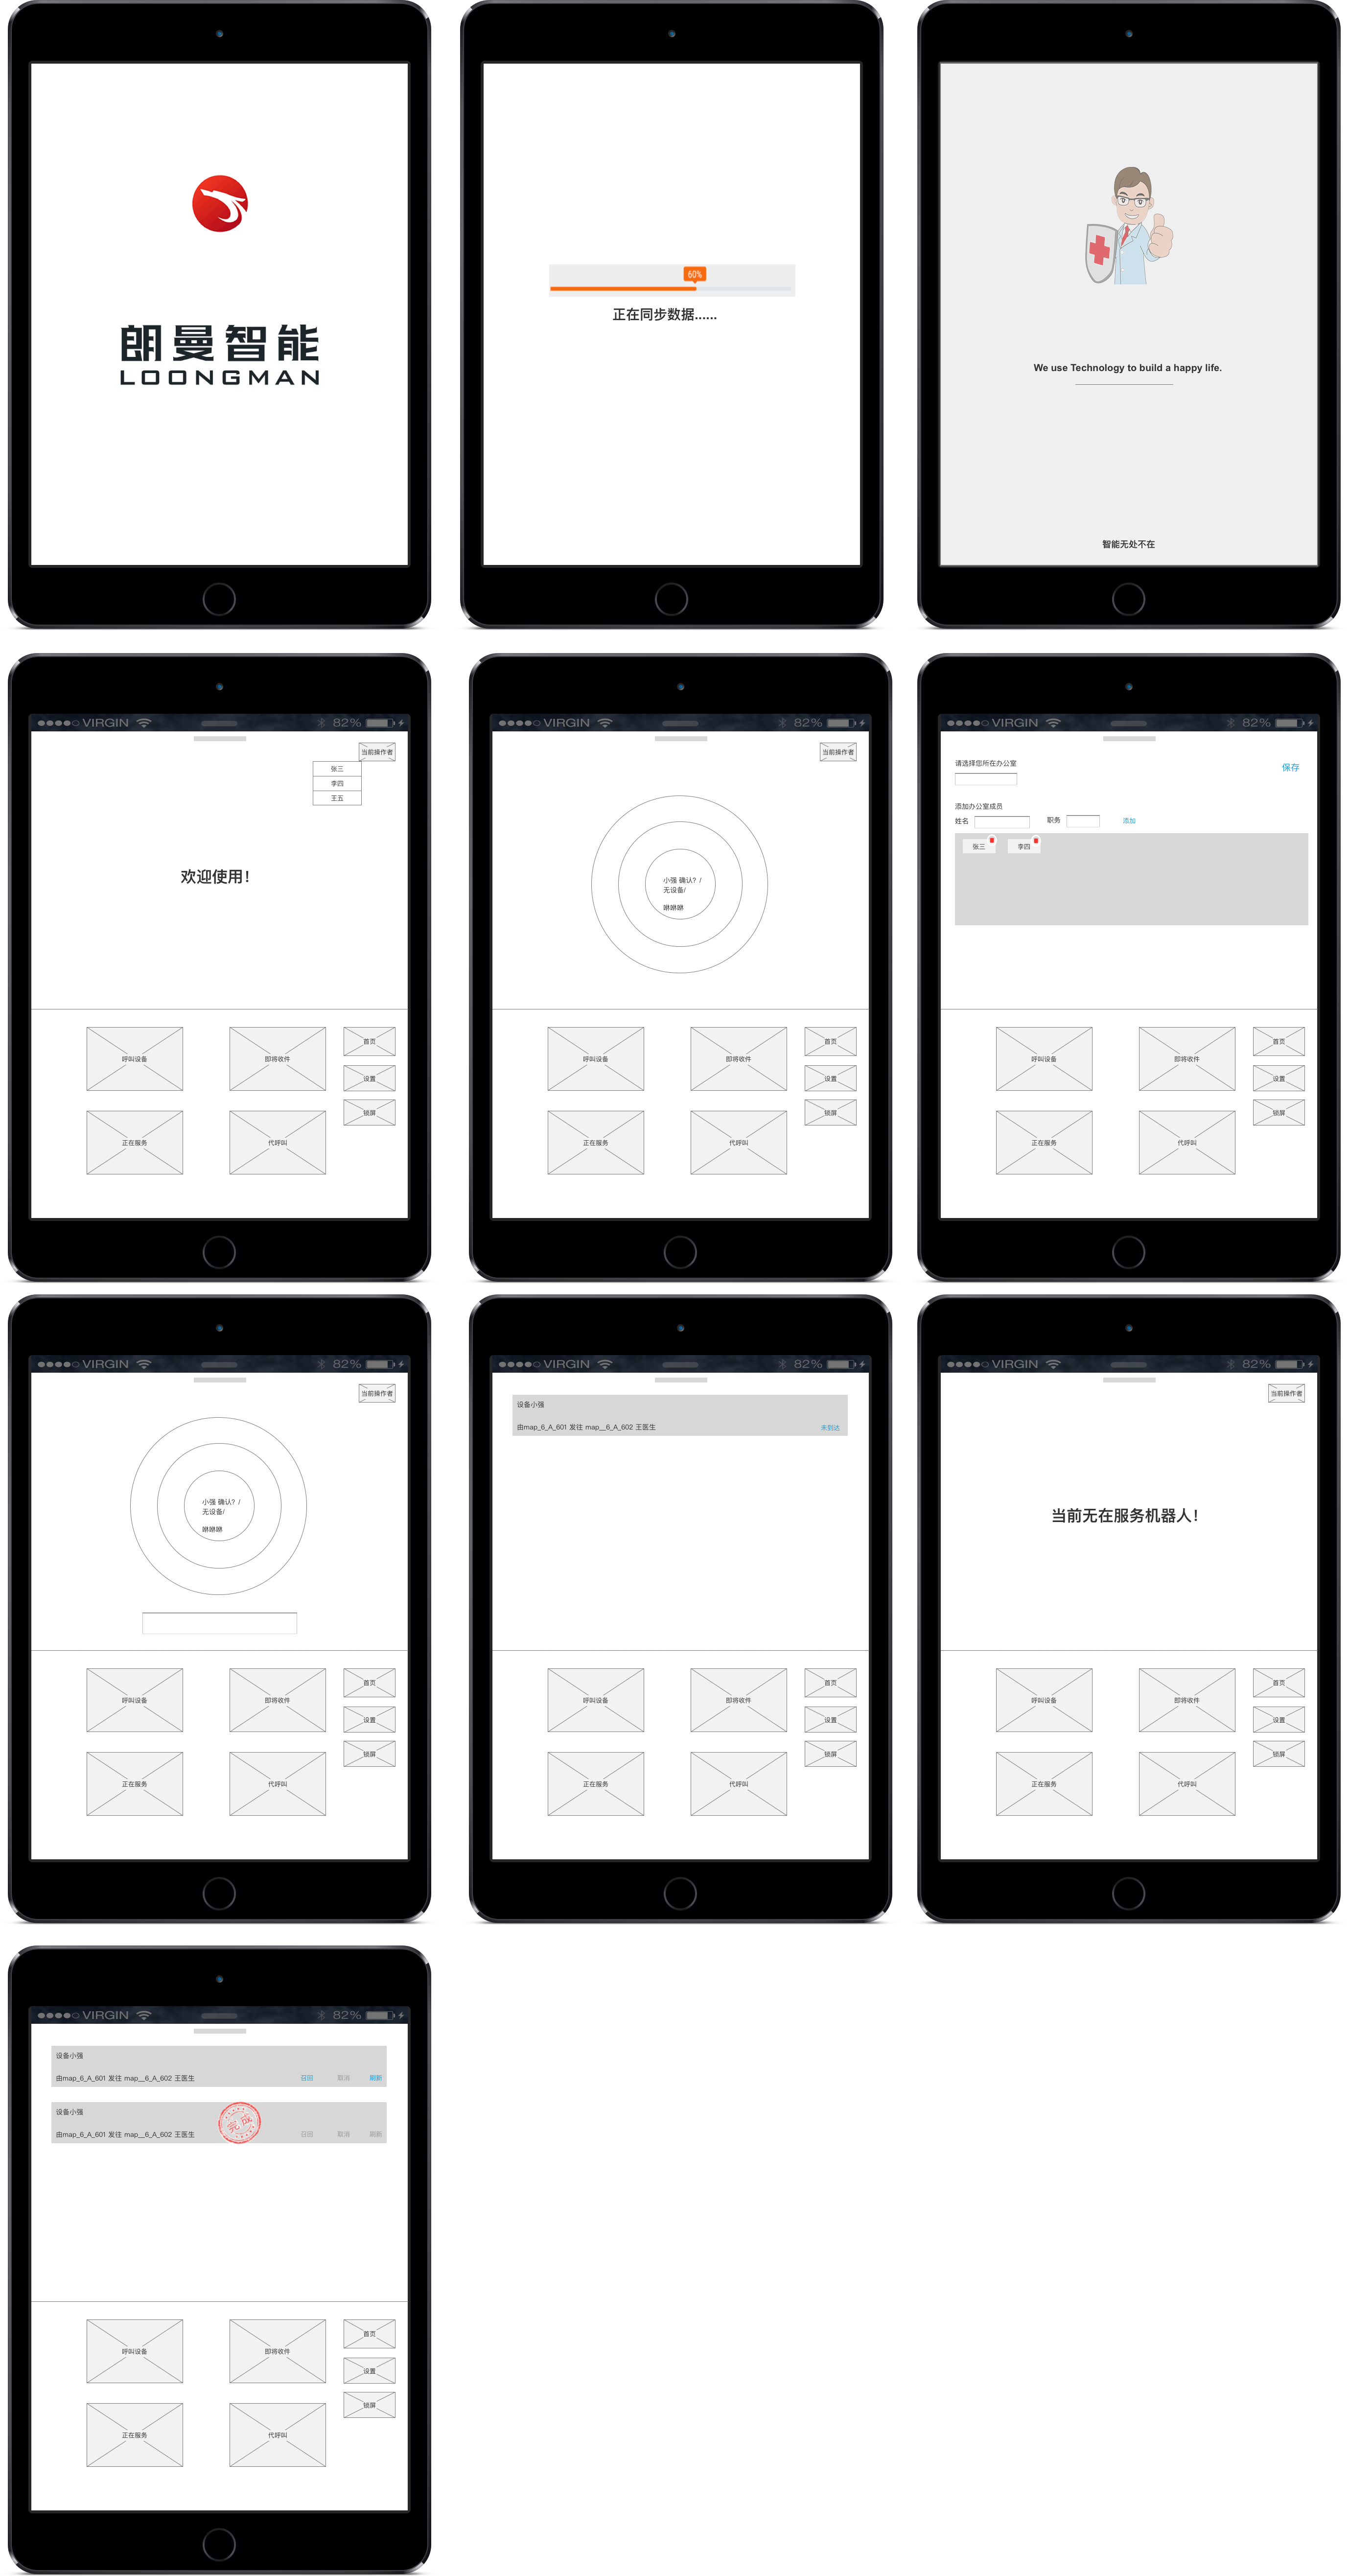 朗曼智能
LOONGMAN
60%
正在同步数据......
We use Technology to build a happy life.
智能无处不在
VIRGIN 82%
当前操作者
张三
李四
王五
欢迎使用！
呼叫设备
即将收件
首页
设置
锁屏
正在服务
代呼叫
VIRGIN 82%
当前操作者
小强 确认？/
无设备/
咻咻咻
呼叫设备
即将收件
首页
设置
锁屏
正在服务
代呼叫
VIRGIN 82%
请选择您所在办公室
保存
添加办公室成员
姓名 职务 添加
张三 李四
呼叫设备
即将收件
首页
设置
锁屏
正在服务
代呼叫
VIRGIN 82%
当前操作者
小强 确认？/
无设备/
咻咻咻
呼叫设备
即将收件
首页
设置
锁屏
正在服务
代呼叫
VIRGIN 82%
设备小强
由map_6_A_601 发往 map__6_A_602 王医生 未到达
呼叫设备
即将收件
首页
设置
锁屏
正在服务
代呼叫
VIRGIN 82%
当前操作者
当前无在服务机器人！
呼叫设备
即将收件
首页
设置
锁屏
正在服务
代呼叫
VIRGIN 82%
设备小强
由map_6_A_601 发往 map__6_A_602 王医生 召回 取消 刷新
设备小强
完成
由map_6_A_601 发往 map__6_A_602 王医生 召回 取消 刷新
呼叫设备
即将收件
首页
设置
锁屏
正在服务
代呼叫